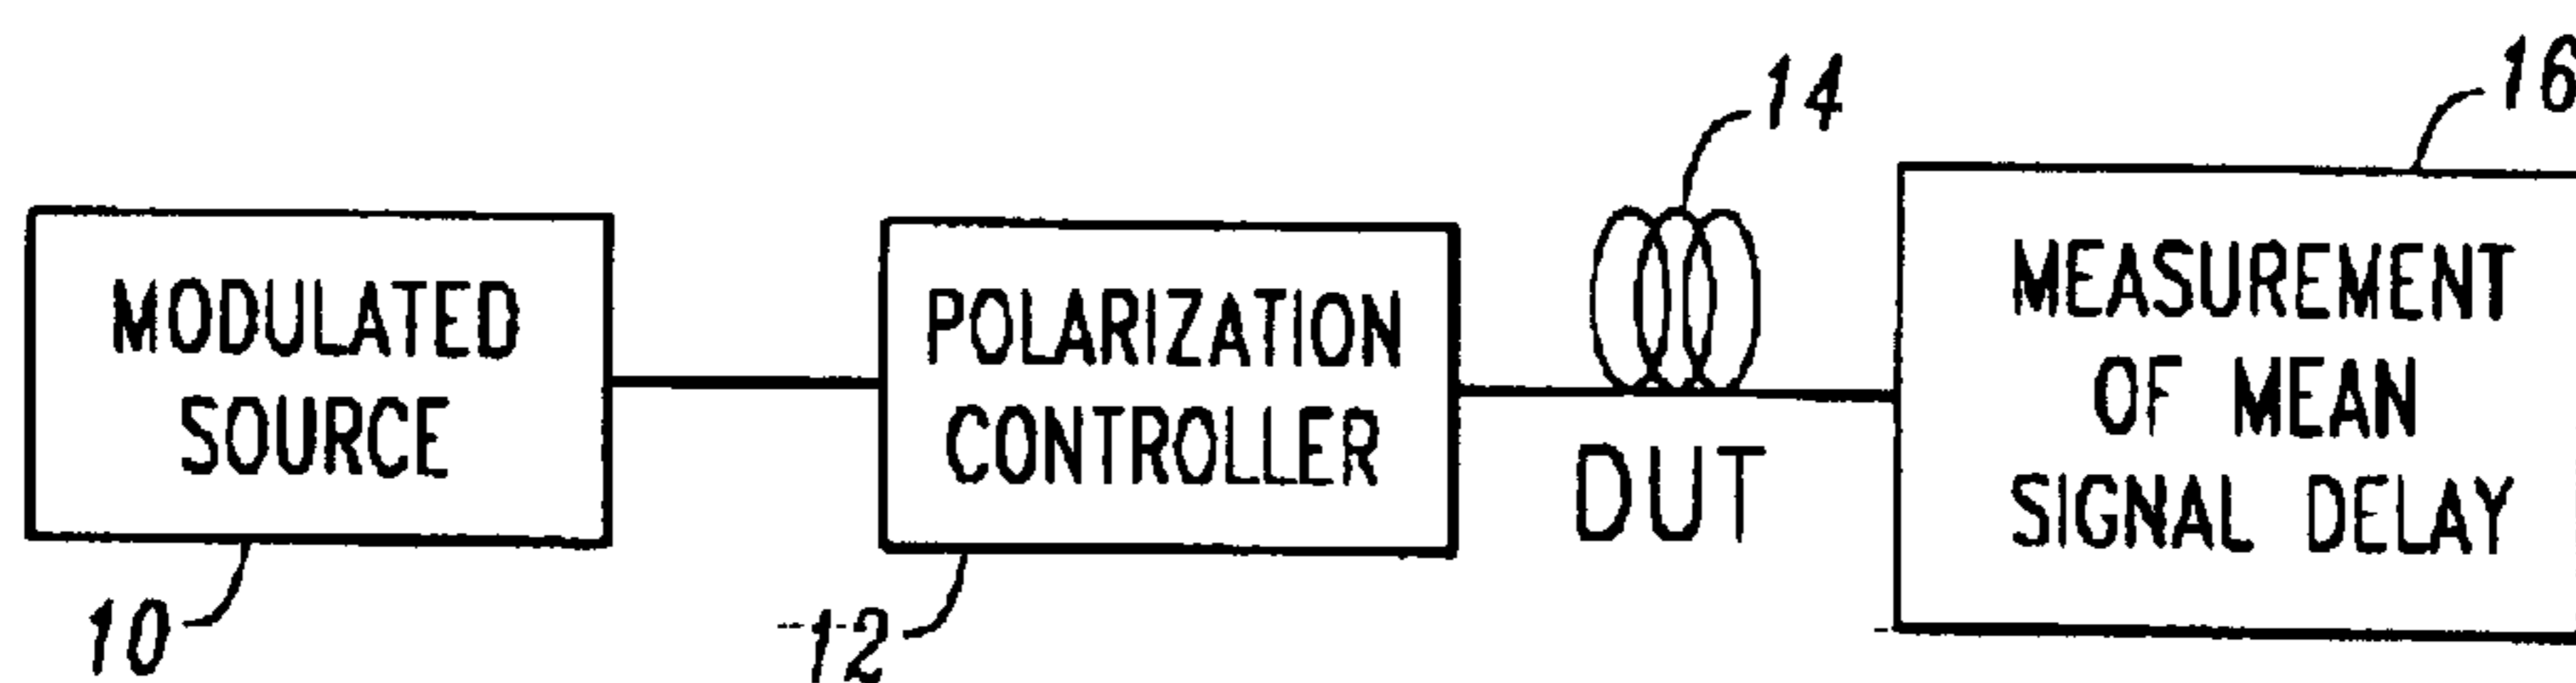 14
16
MODULATED
SOURCE
POLARIZATION
CONTROLLER
DUT
MEASUREMENT
OF MEAN
SIGNAL DELAY
10
12